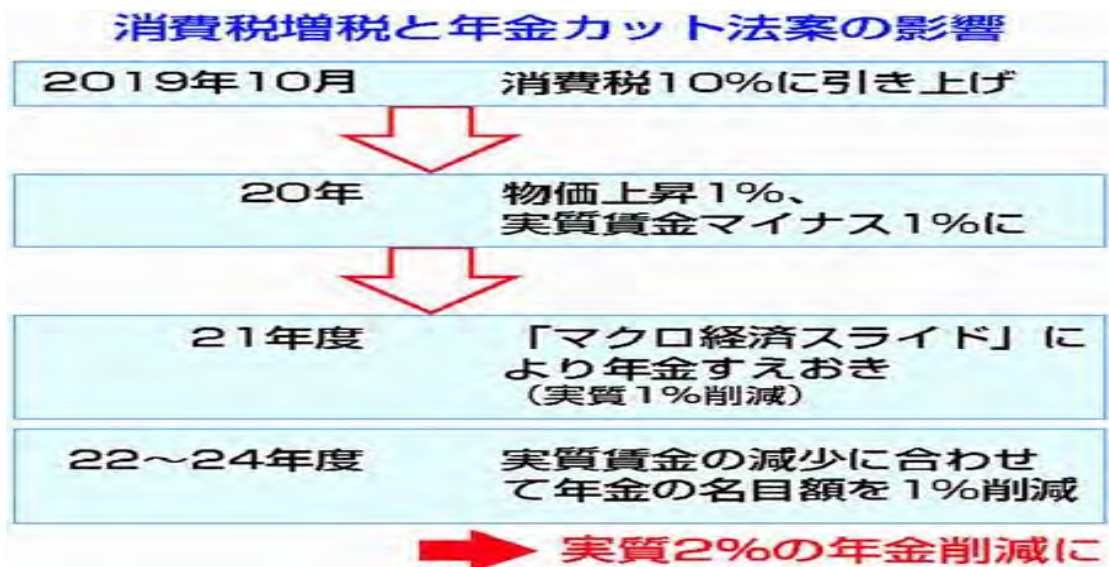 消費税増税と年金カット法案の影響
2019年10月 消費税10%に引き上げ
20年 物価上昇1%、
実質賃金マイナス1%に
21年度 「マクロ経済スライド」に
より年金すえおき
（実質1%削減）
22～24年度 実質賃金の減少に合わせ
て年金の名目額を1%削減
実質2%の年金削減に